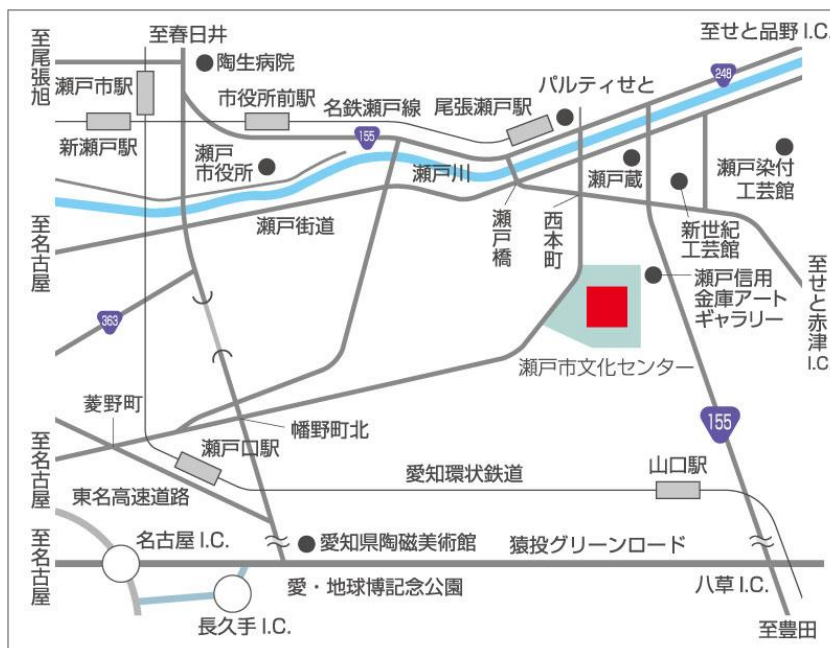 至春日井
至尾張旭
陶生病院
至せと品野 I.C.
248
瀬戸市駅
市役所前駅
名鉄瀬戸線
尾張瀬戸駅
パルティせと
155
新瀬戸駅
瀬戸
市役所
瀬戸川
瀬戸蔵
瀬戸染付
工芸館
瀬戸街道
瀬戸橋
西本町
新世紀
工芸館
至名古屋
瀬戸信用
金庫アート
ギャラリー
至せと赤津I.C.
363
瀬戸市文化センター
菱野町
幡野町北
155
至名古屋
瀬戸口駅
愛知環状鉄道
山口駅
東名高速道路
至名古屋
名古屋 I.C.
愛知県陶磁美術館
猿投グリーンロード
愛・地球博記念公園
八草 I.C.
長久手 I.C.
至豊田